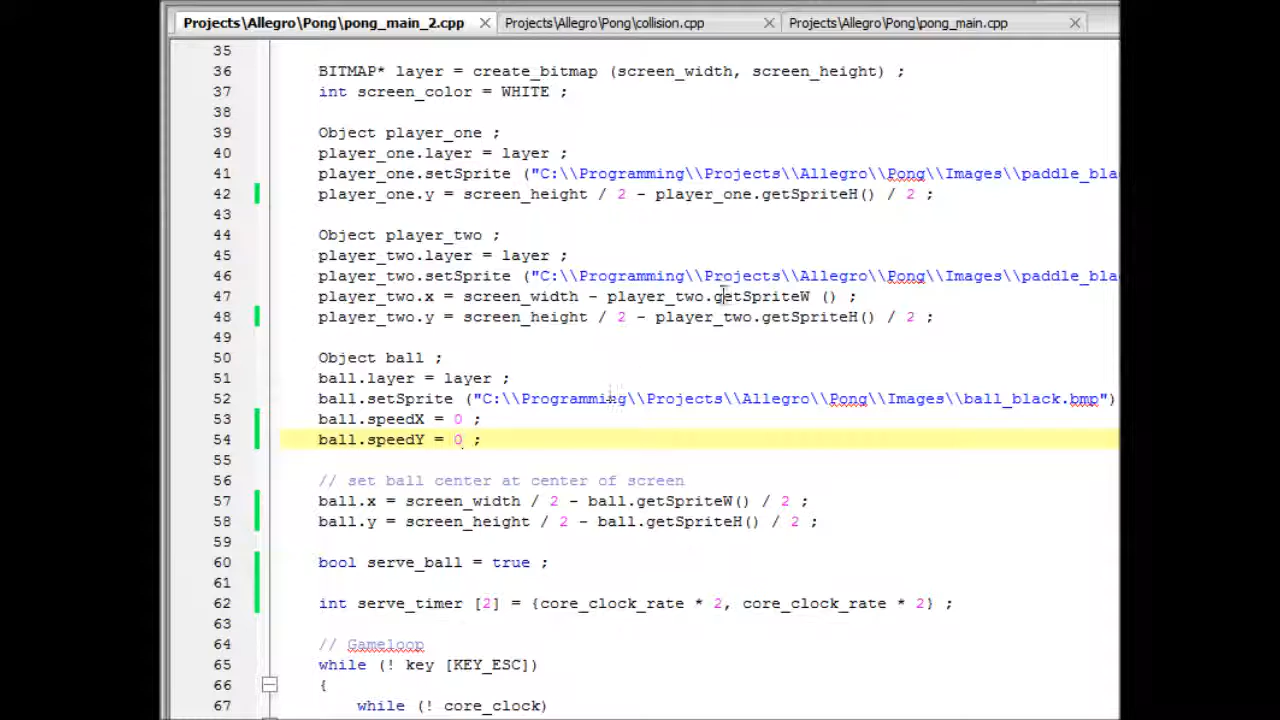 Projects\Allegro\Pong\pong_main_2.cpp Projects\Allegro\Pong\collision.cpp Projects\Allegro\Pong\pong_main.cpp
35
36 BITMAP* layer = create_bitmap (screen_width, screen_height) ;
37 int screen_color = WHITE ;
38
39 Object player_one ;
40 player_one.layer = layer ;
41 player_one.setSprite ("C:\\Programming\\Projects\\Allegro\\Pong\\Images\\paddle_bla
42 player_one.y = screen_height / 2 - player_one.getSpriteH() / 2 ;
43
44 Object player_two ;
45 player_two.layer = layer ;
46 player_two.setSprite ("C:\\Programming\\Projects\\Allegro\\Pong\\Images\\paddle_bla
47 player_two.x = screen_width - player_two.getSpriteW () ;
48 player_two.y = screen_height / 2 - player_two.getSpriteH() / 2 ;
49
50 Object ball ;
51 ball.layer = layer ;
52 ball.setSprite ("C:\\Programming\\Projects\\Allegro\\Pong\\Images\\ball_black.bmp")
53 ball.speedX = 0 ;
54 ball.speedY = 0 ;
55
56 // set ball center at center of screen
57 ball.x = screen_width / 2 - ball.getSpriteW() / 2 ;
58 ball.y = screen_height / 2 - ball.getSpriteH() / 2 ;
59
60 bool serve_ball = true ;
61
62 int serve_timer [2] = {core_clock_rate * 2, core_clock_rate * 2} ;
63
64 // Gameloop
65 while (! key [KEY_ESC])
66 {
67 while (! core_clock)